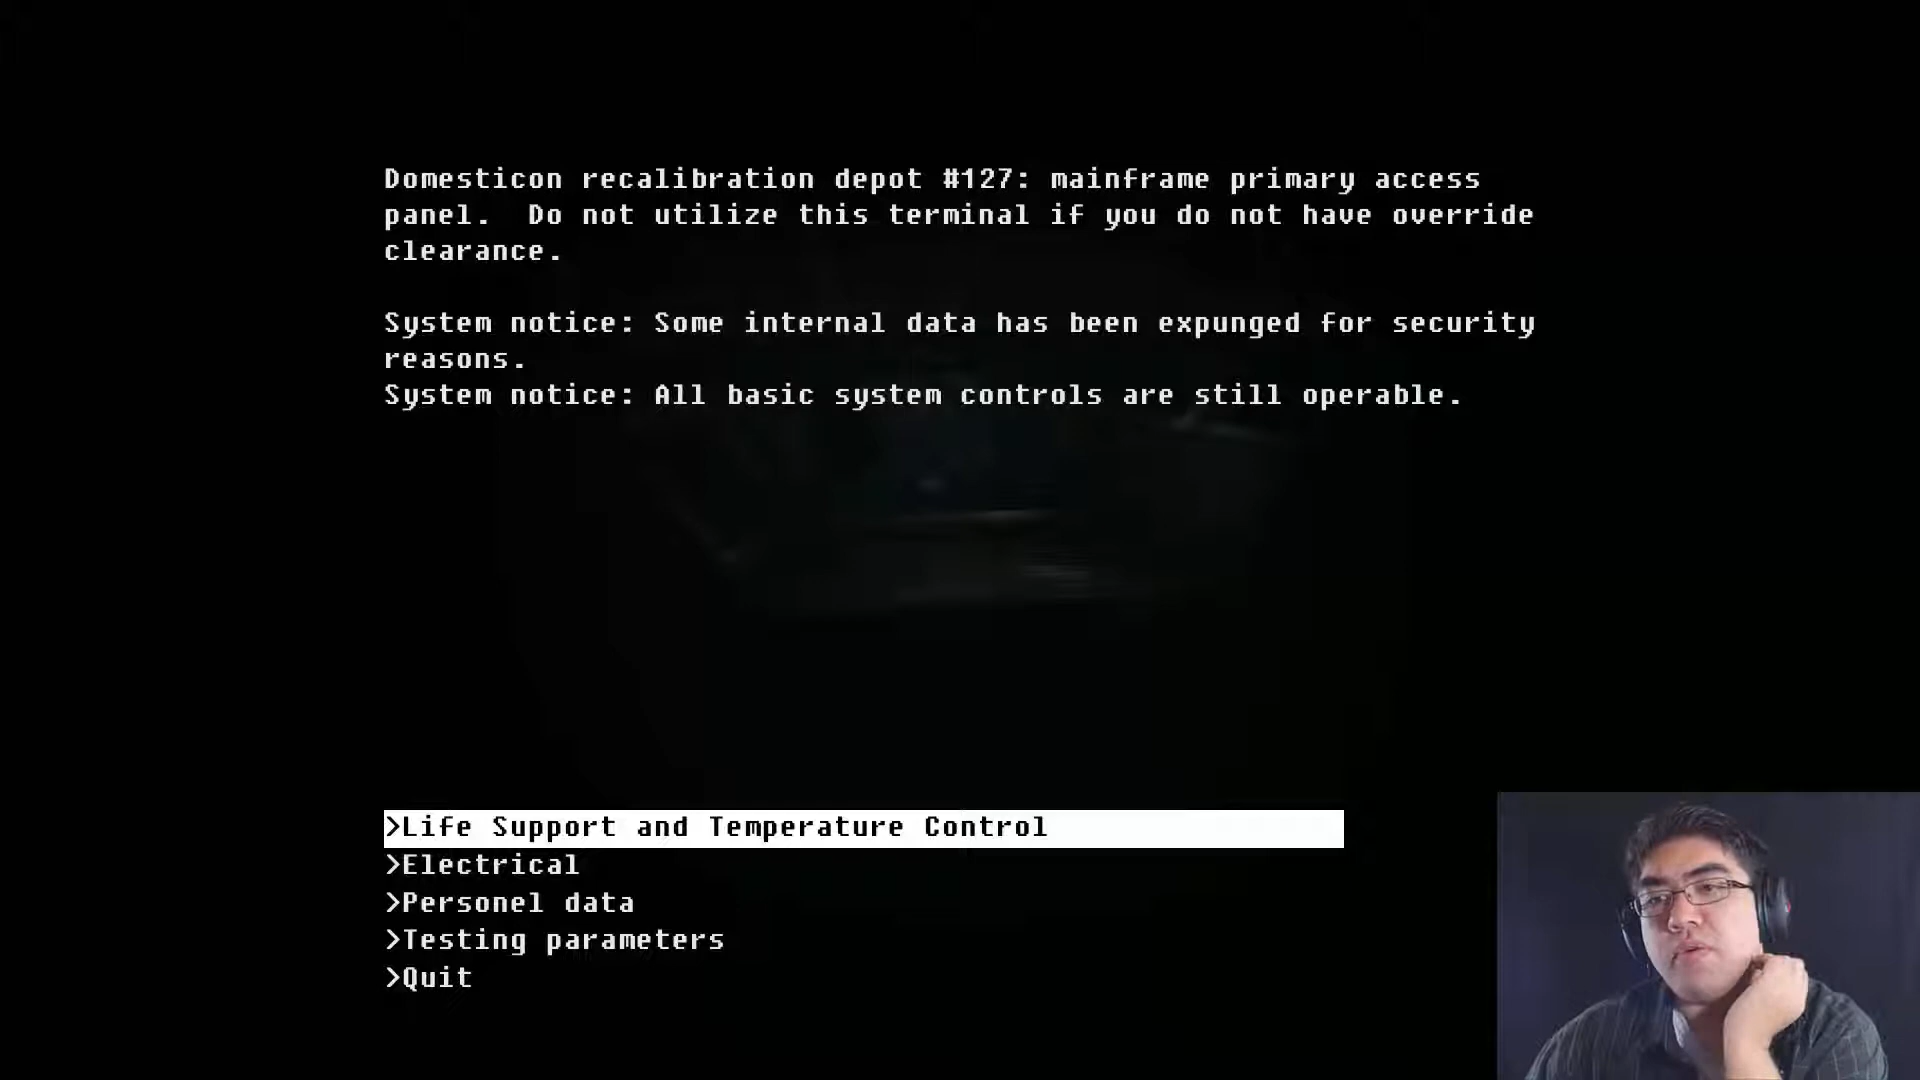 Domesticon recalibration depot #127: mainframe primary access
panel.  Do not utilize this terminal if you do not have override
clearance.
System notice: Some internal data has been expunged for security
reasons.
System notice: All basic system controls are still operable.
>Life Support and Temperature Control
>Electrical
>Personel data
>Testing parameters
>Quit